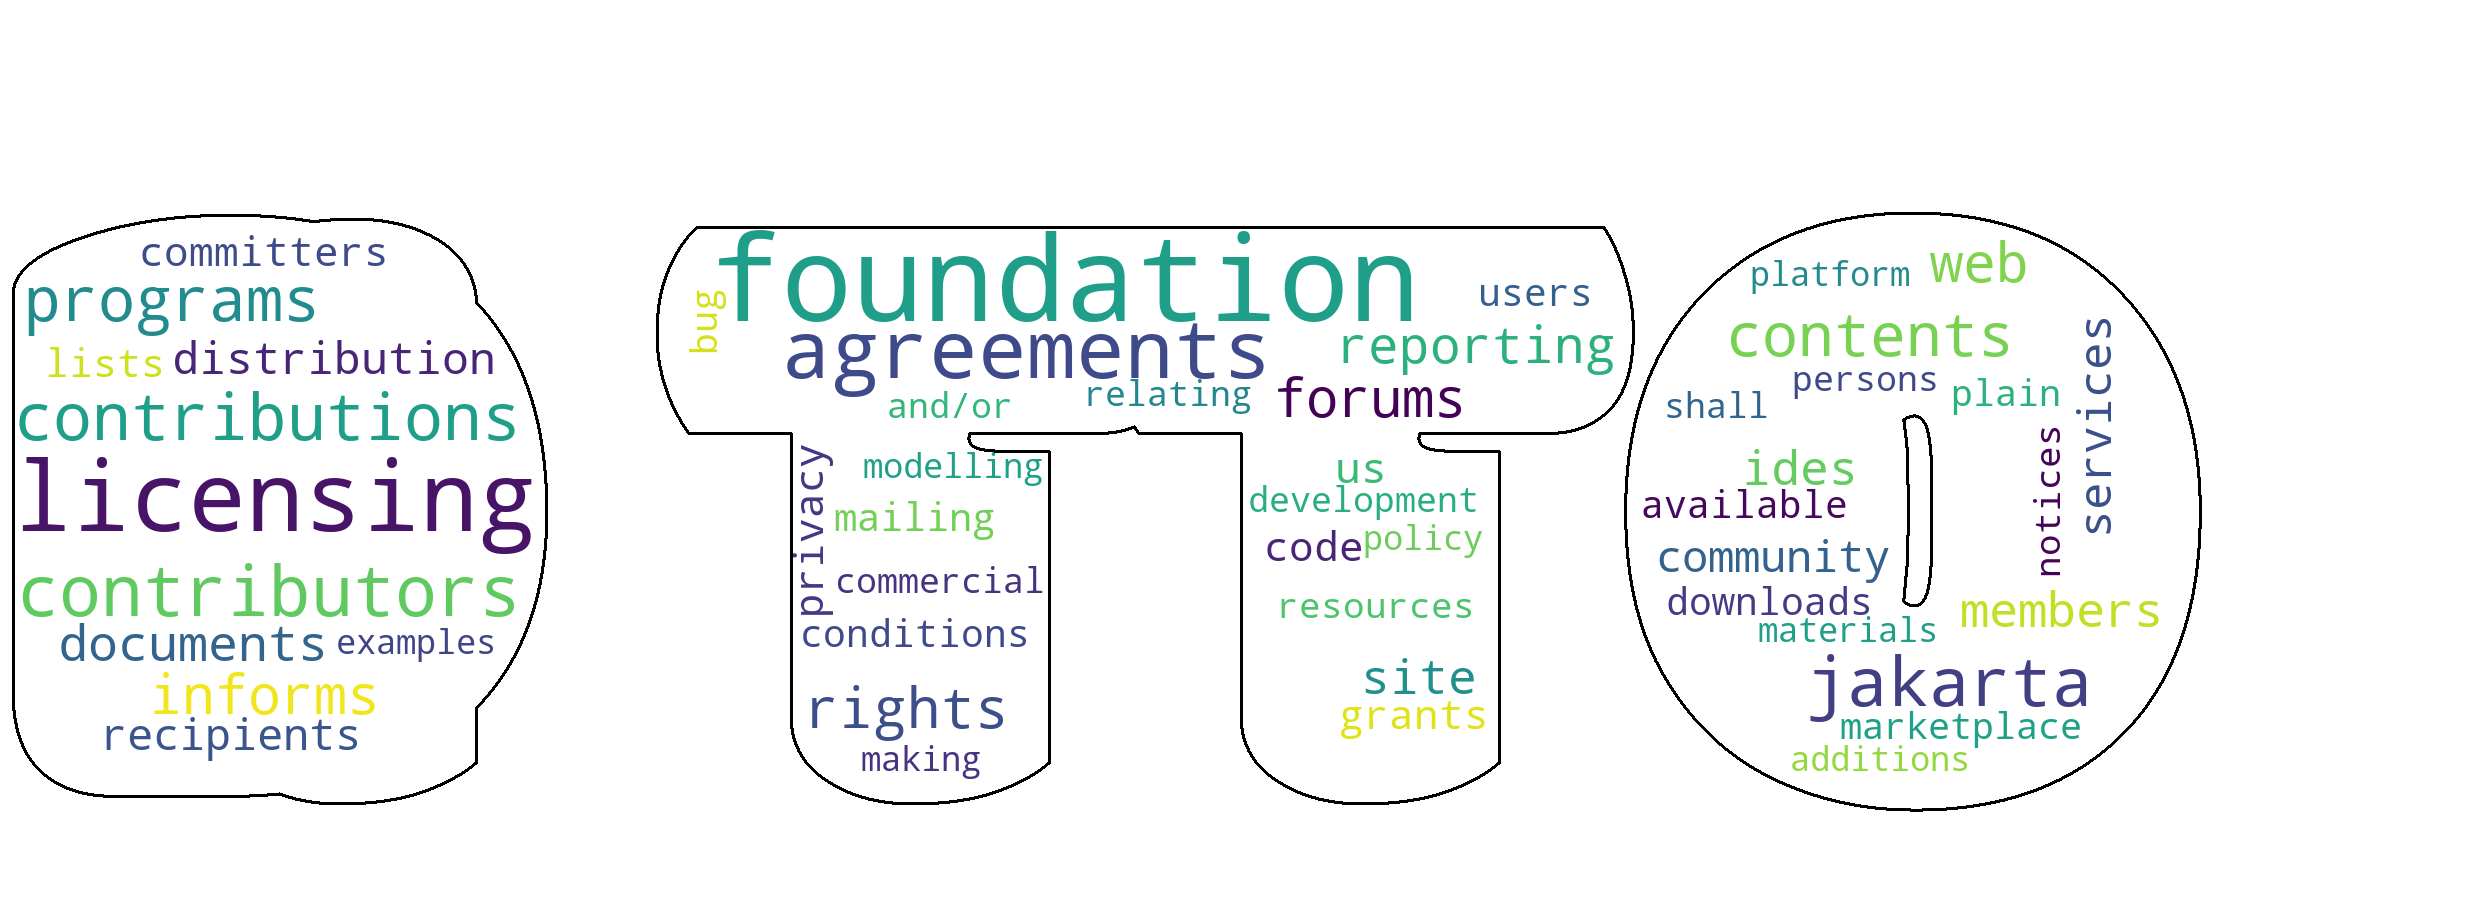 committers
programs
lists distribution
contributions
licensing
contributors
documents examples
informs
recipients
foundation
bug
users
agreements
reporting
and/or relating forums
privacy
modelling
mailing
commercial
conditions
rights
making
us
development
code policy
resources
site
grants
platform web
contents
services
persons
shall
plain
ides
notices
available
community
downloads
members
materials
jakarta
marketplace
additions